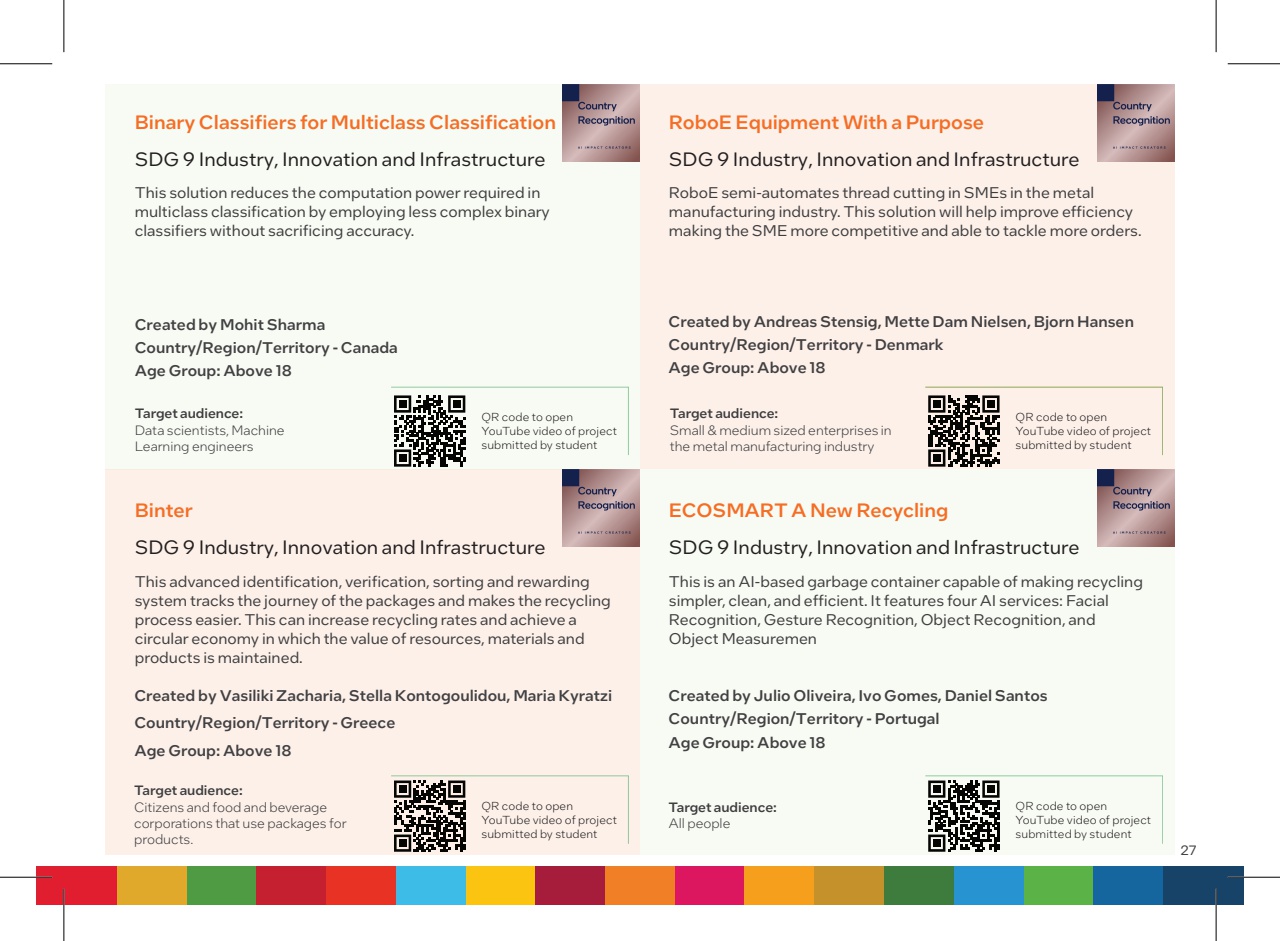 Binary Classifiers for Multiclass Classification
Country
Recognition
AI IMPACT CREATORS
SDG 9 Industry, Innovation and Infrastructure
This solution reduces the computation power required in
multiclass classification by employing less complex binary
classifiers without sacrificing accuracy.
Created by Mohit Sharma
Country/Region/Territory - Canada
Age Group: Above 18
Target audience:
Data scientists, Machine
Learning engineers
QR code to open
YouTube video of project
submitted by student
RoboE Equipment With a Purpose
Country
Recognition
AI IMPACT CREATORS
SDG 9 Industry, Innovation and Infrastructure
RoboE semi-automates thread cutting in SMEs in the metal
manufacturing industry. This solution will help improve efficiency
making the SME more competitive and able to tackle more orders.
Created by Andreas Stensig, Mette Dam Nielsen, Bjorn Hansen
Country/Region/Territory - Denmark
Age Group: Above 18
Target audience:
Small & medium sized enterprises in
the metal manufacturing industry
QR code to open
YouTube video of project
submitted by student
Binter
Country
Recognition
AI IMPACT CREATORS
SDG 9 Industry, Innovation and Infrastructure
This advanced identification, verification, sorting and rewarding
system tracks the journey of the packages and makes the recycling
process easier. This can increase recycling rates and achieve a
circular economy in which the value of resources, materials and
products is maintained.
Created by Vasiliki Zacharia, Stella Kontogoulidou, Maria Kyratzi
Country/Region/Territory - Greece
Age Group: Above 18
Target audience:
Citizens and food and beverage
corporations that use packages for
products.
QR code to open
YouTube video of project
submitted by student
ECOSMART A New Recycling
Country
Recognition
AI IMPACT CREATORS
SDG 9 Industry, Innovation and Infrastructure
This is an AI-based garbage container capable of making recycling
simpler, clean, and efficient. It features four AI services: Facial
Recognition, Gesture Recognition, Object Recognition, and
Object Measuremen
Created by Julio Oliveira, Ivo Gomes, Daniel Santos
Country/Region/Territory - Portugal
Age Group: Above 18
Target audience:
All people
QR code to open
YouTube video of project
submitted by student
27